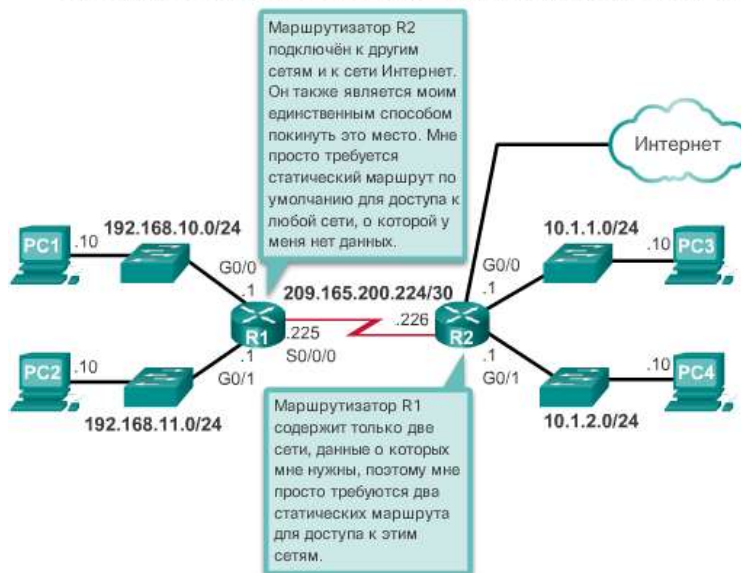 Маршрутизатор R2
подключён к другим
сетям и к сети Интернет.
Он также является моим
единственным способом
покинуть это место. Мне
просто требуется
статический маршрут по
умолчанию для доступа к
любой сети, о которой у
меня нет данных.
Интернет
PC1
.10
192.168.10.0/24
G0/0
.1
209.165.200.224/30
G0/0
.1
10.1.1.0/24
.10
PC3
R1
.225
S0/0/0
.226
R2
PC2
.10
.1
G0/1
192.168.11.0/24
.1
G0/1
10.1.2.0/24
.10
PC4
Маршрутизатор R1
содержит только две
сети, данные о которых
мне нужны, поэтому мне
просто требуются два
статических маршрута
для доступа к этим
сетям.